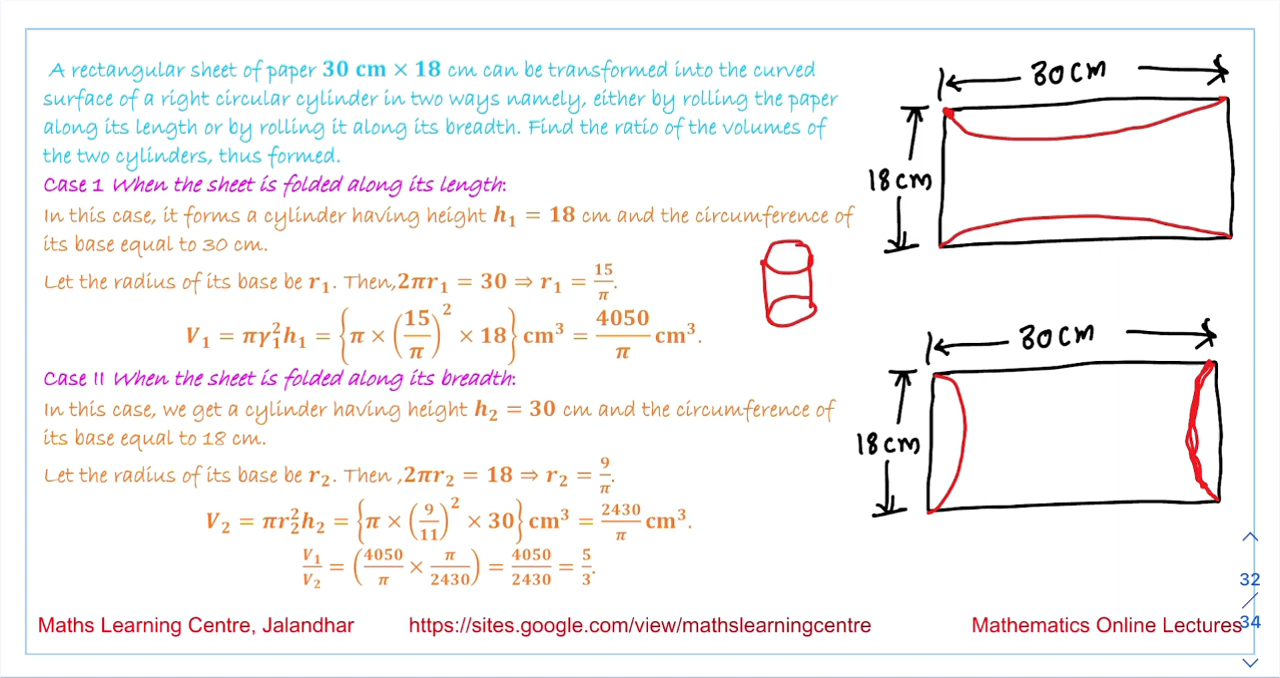 A rectangular sheet of paper 30 cm × 18 cm can be transformed into the curved
surface of a right circular cylinder in two ways namely, either by rolling the paper
along its length or by rolling it along its breadth. Find the ratio of the volumes of
the two cylinders, thus formed.
Case 1 When the sheet is folded along its length:
In this case, it forms a cylinder having height h₁ = 18 cm and the circumference of
its base equal to 30 cm.
Let the radius of its base be r₁. Then,2πr₁ = 30 ⇒ r₁ = 15/π.
V₁ = πγ₁²h₁ = {π × (15/π)² × 18} cm³ = 4050/π cm³.
Case II When the sheet is folded along its breadth:
In this case, we get a cylinder having height h₂ = 30 cm and the circumference of
its base equal to 18 cm.
Let the radius of its base be r₂. Then ,2πr₂ = 18 ⇒ r₂ = 9/π.
V₂ = πr₂²h₂ = {π × (9/11)² × 30} cm³ = 2430/π cm³.
V₁/V₂ = (4050/π × π/2430) = 4050/2430 = 5/3.
30 cm
18 cm
30 cm
18 cm
32
34
Maths Learning Centre, Jalandhar https://sites.google.com/view/mathslearningcentre Mathematics Online Lectures